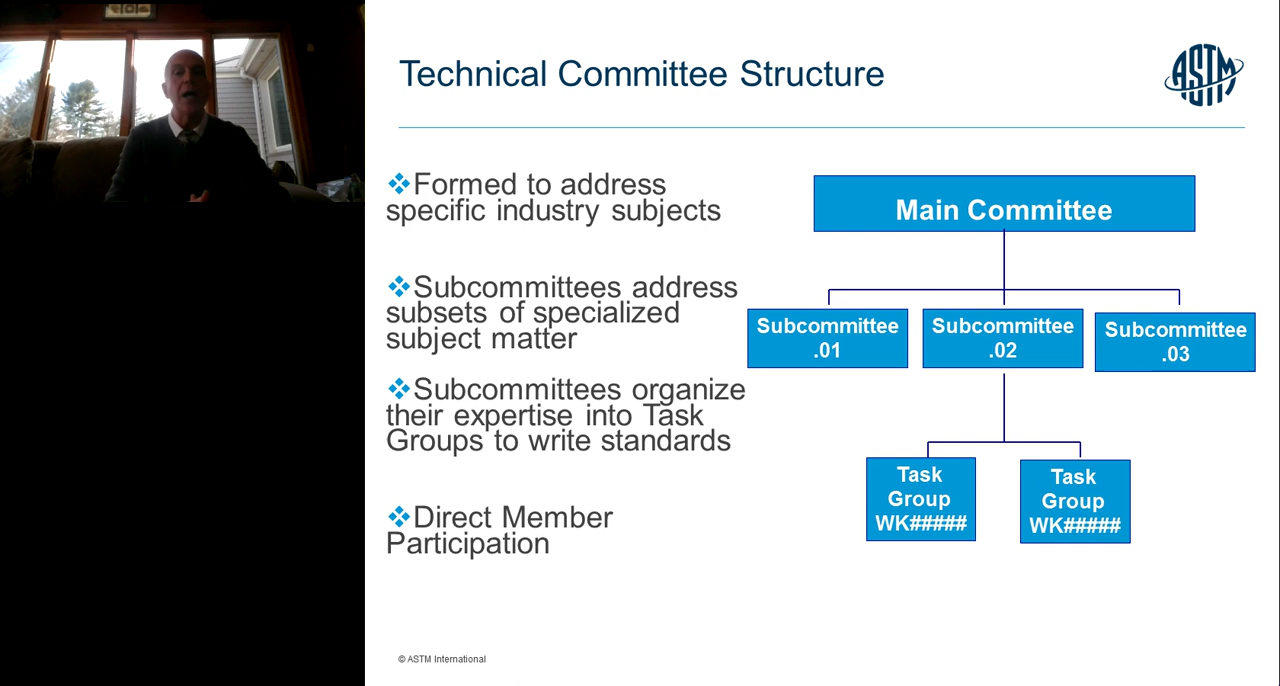 Technical Committee Structure
ASTM
❖Formed to address
specific industry subjects
❖Subcommittees address
subsets of specialized
subject matter
❖Subcommittees organize
their expertise into Task
Groups to write standards
❖Direct Member
Participation
Main Committee
Subcommittee
.01
Subcommittee
.02
Subcommittee
.03
Task
Group
WK#####
Task
Group
WK#####
© ASTM International